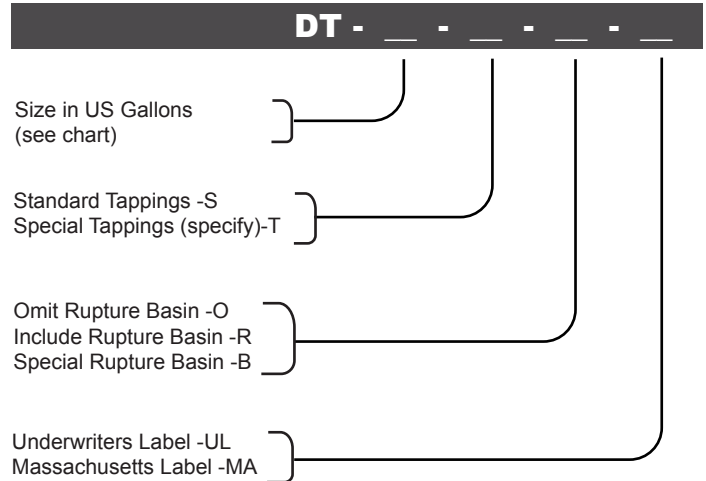 DT - __ - __ - __ - __
Size in US Gallons
(see chart)
Standard Tappings -S
Special Tappings (specify)-T
Omit Rupture Basin -O
Include Rupture Basin -R
Special Rupture Basin -B
Underwriters Label -UL
Massachusetts Label -MA